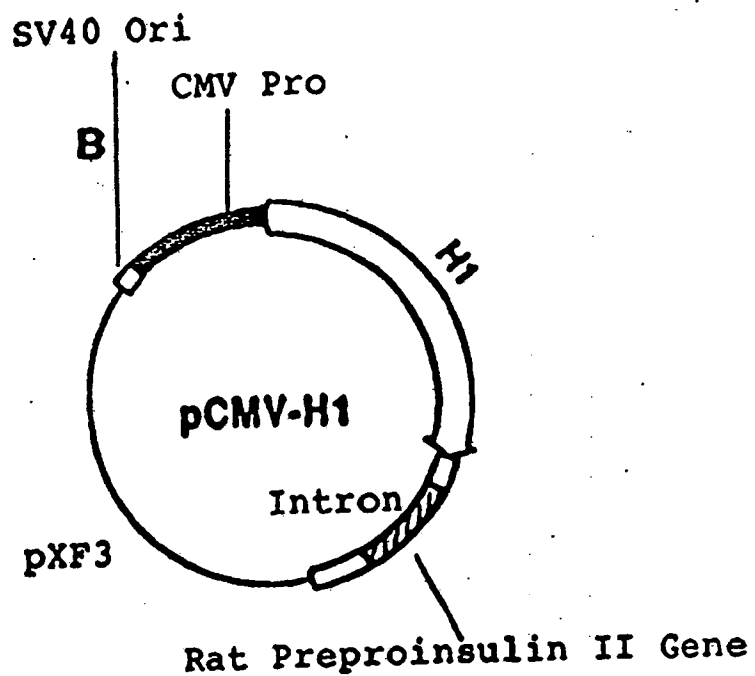 SV40 Ori
CMV Pro
B
H1
pCMV-H1
Intron
pXF3
Rat Preproinsulin II Gene